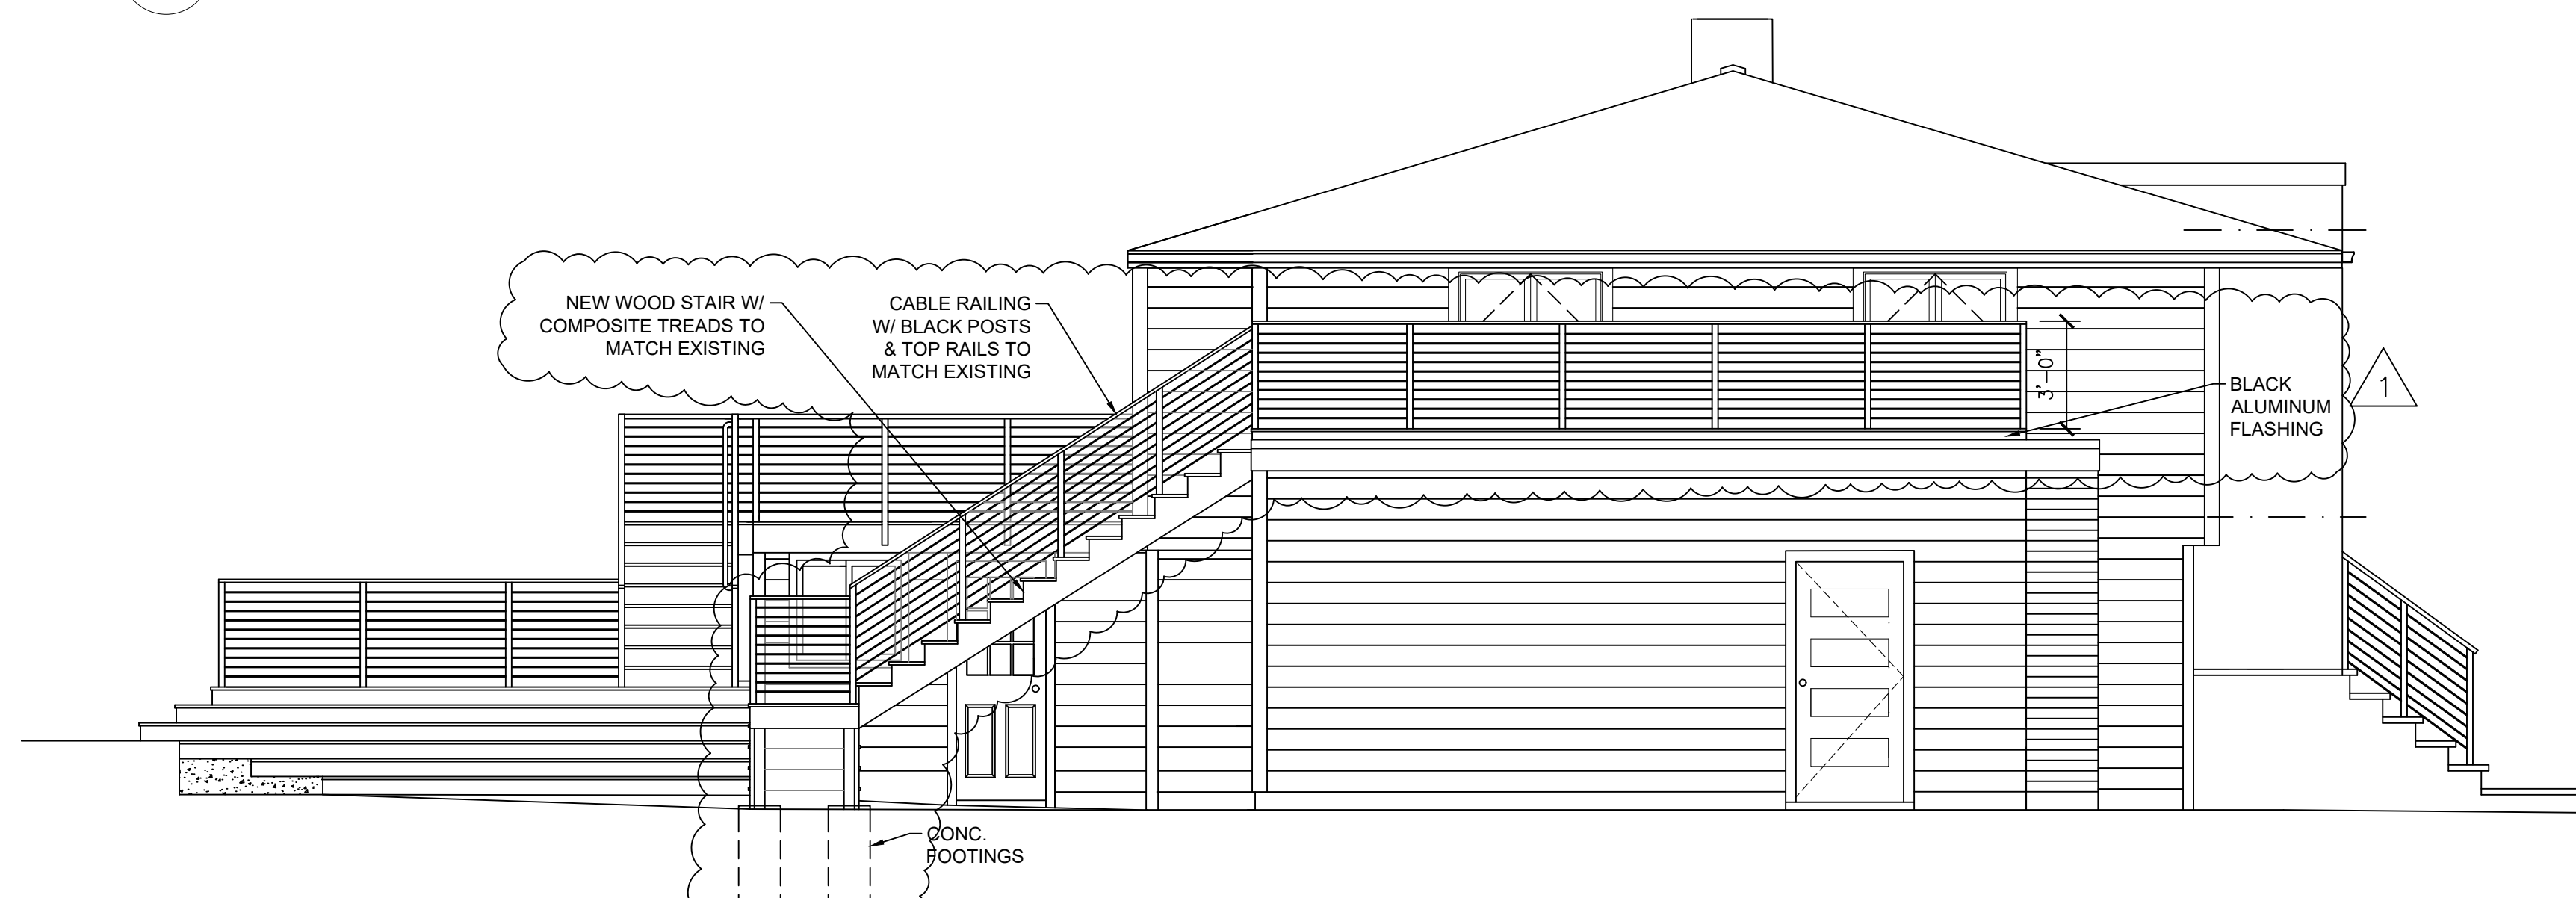 NEW WOOD STAIR W/
COMPOSITE TREADS TO
MATCH EXISTING
CABLE RAILING
W/ BLACK POSTS
& TOP RAILS TO
MATCH EXISTING
3'-0"
BLACK
ALUMINUM
FLASHING
1
CONC.
FOOTINGS